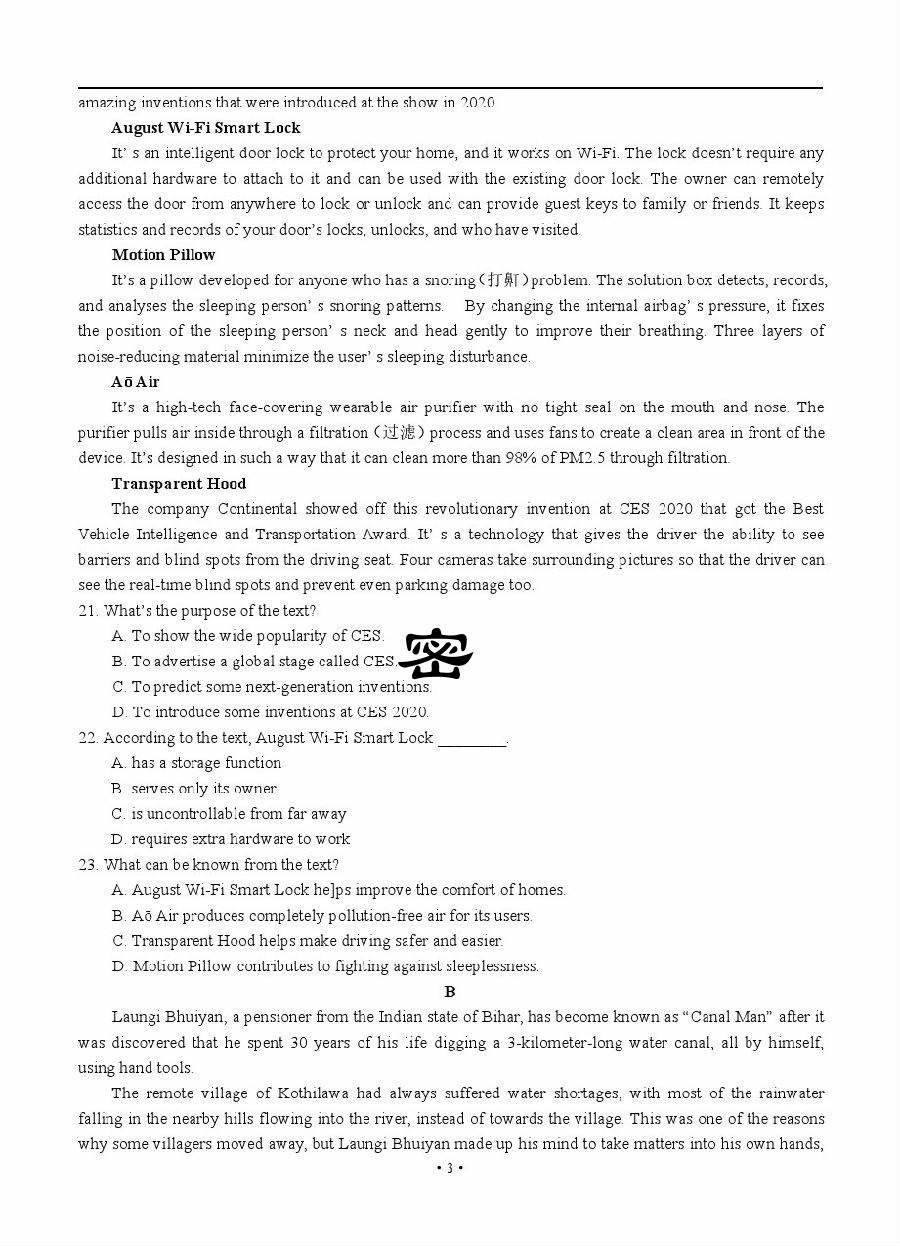 amazing inventions that were introduced at the show in 2020
August Wi-Fi Smart Lock
It' s an intelligent door lock to protect your home, and it works on Wi-Fi. The lock doesn't require any
additional hardware to attach to it and can be used with the existing door lock. The owner can remotely
access the door from anywhere to lock or unlock and can provide guest keys to family or friends. It keeps
statistics and records of your door's locks, unlocks, and who have visited.
Motion Pillow
It's a pillow developed for anyone who has a snoring(打鼾)problem. The solution box detects, records,
and analyses the sleeping person' s snoring patterns. By changing the internal airbag' s pressure, it fixes
the position of the sleeping person' s neck and head gently to improve their breathing. Three layers of
noise-reducing material minimize the user' s sleeping disturbance.
Aō Air
It's a high-tech face-covering wearable air purifier with no tight seal on the mouth and nose. The
purifier pulls air inside through a filtration (过滤) process and uses fans to create a clean area in front of the
device. It's designed in such a way that it can clean more than 98% of PM2.5 through filtration.
Transparent Hood
The company Continental showed off this revolutionary invention at CES 2020 that got the Best
Vehicle Intelligence and Transportation Award. It' s a technology that gives the driver the ability to see
barriers and blind spots from the driving seat. Four cameras take surrounding pictures so that the driver can
see the real-time blind spots and prevent even parking damage too.
21. What's the purpose of the text?
A. To show the wide popularity of CES.
B. To advertise a global stage called CES.
密
C. To predict some next-generation inventions.
D. To introduce some inventions at CES 2020.
22. According to the text, August Wi-Fi Smart Lock ________.
A. has a storage function
B. serves only its owner
C. is uncontrollable from far away
D. requires extra hardware to work
23. What can be known from the text?
A. August Wi-Fi Smart Lock he]ps improve the comfort of homes.
B. Aō Air produces completely pollution-free air for its users.
C. Transparent Hood helps make driving safer and easier.
D. Motion Pillow contributes to fighting against sleeplessness.
B
Laungi Bhuiyan, a pensioner from the Indian state of Bihar, has become known as “Canal Man” after it
was discovered that he spent 30 years of his life digging a 3-kilometer-long water canal, all by himself,
using hand tools.
The remote village of Kothilawa had always suffered water shortages, with most of the rainwater
falling in the nearby hills flowing into the river, instead of towards the village. This was one of the reasons
why some villagers moved away, but Laungi Bhuiyan made up his mind to take matters into his own hands,
• 3 •